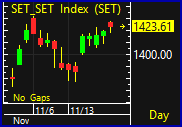 SET_SET Index (SET)
1423.61
1400.00
No Gaps
11/6 11/13
Nov Day